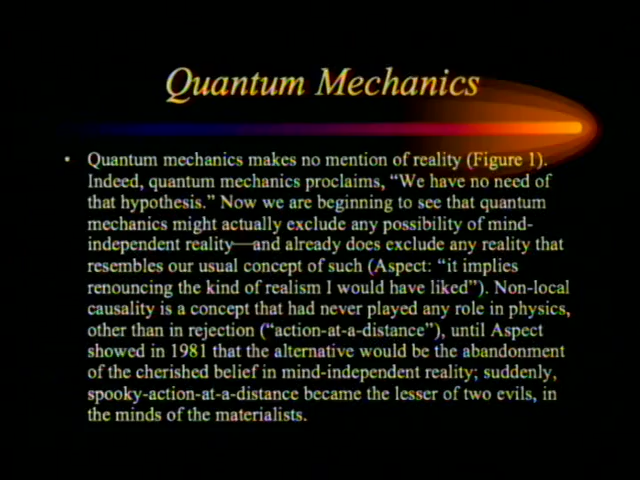 Quantum Mechanics
• Quantum mechanics makes no mention of reality (Figure 1).
Indeed, quantum mechanics proclaims, “We have no need of
that hypothesis.” Now we are beginning to see that quantum
mechanics might actually exclude any possibility of mind-
independent reality—and already does exclude any reality that
resembles our usual concept of such (Aspect: “it implies
renouncing the kind of realism I would have liked”). Non-local
causality is a concept that had never played any role in physics,
other than in rejection (“action-at-a-distance”), until Aspect
showed in 1981 that the alternative would be the abandonment
of the cherished belief in mind-independent reality; suddenly,
spooky-action-at-a-distance became the lesser of two evils, in
the minds of the materialists.